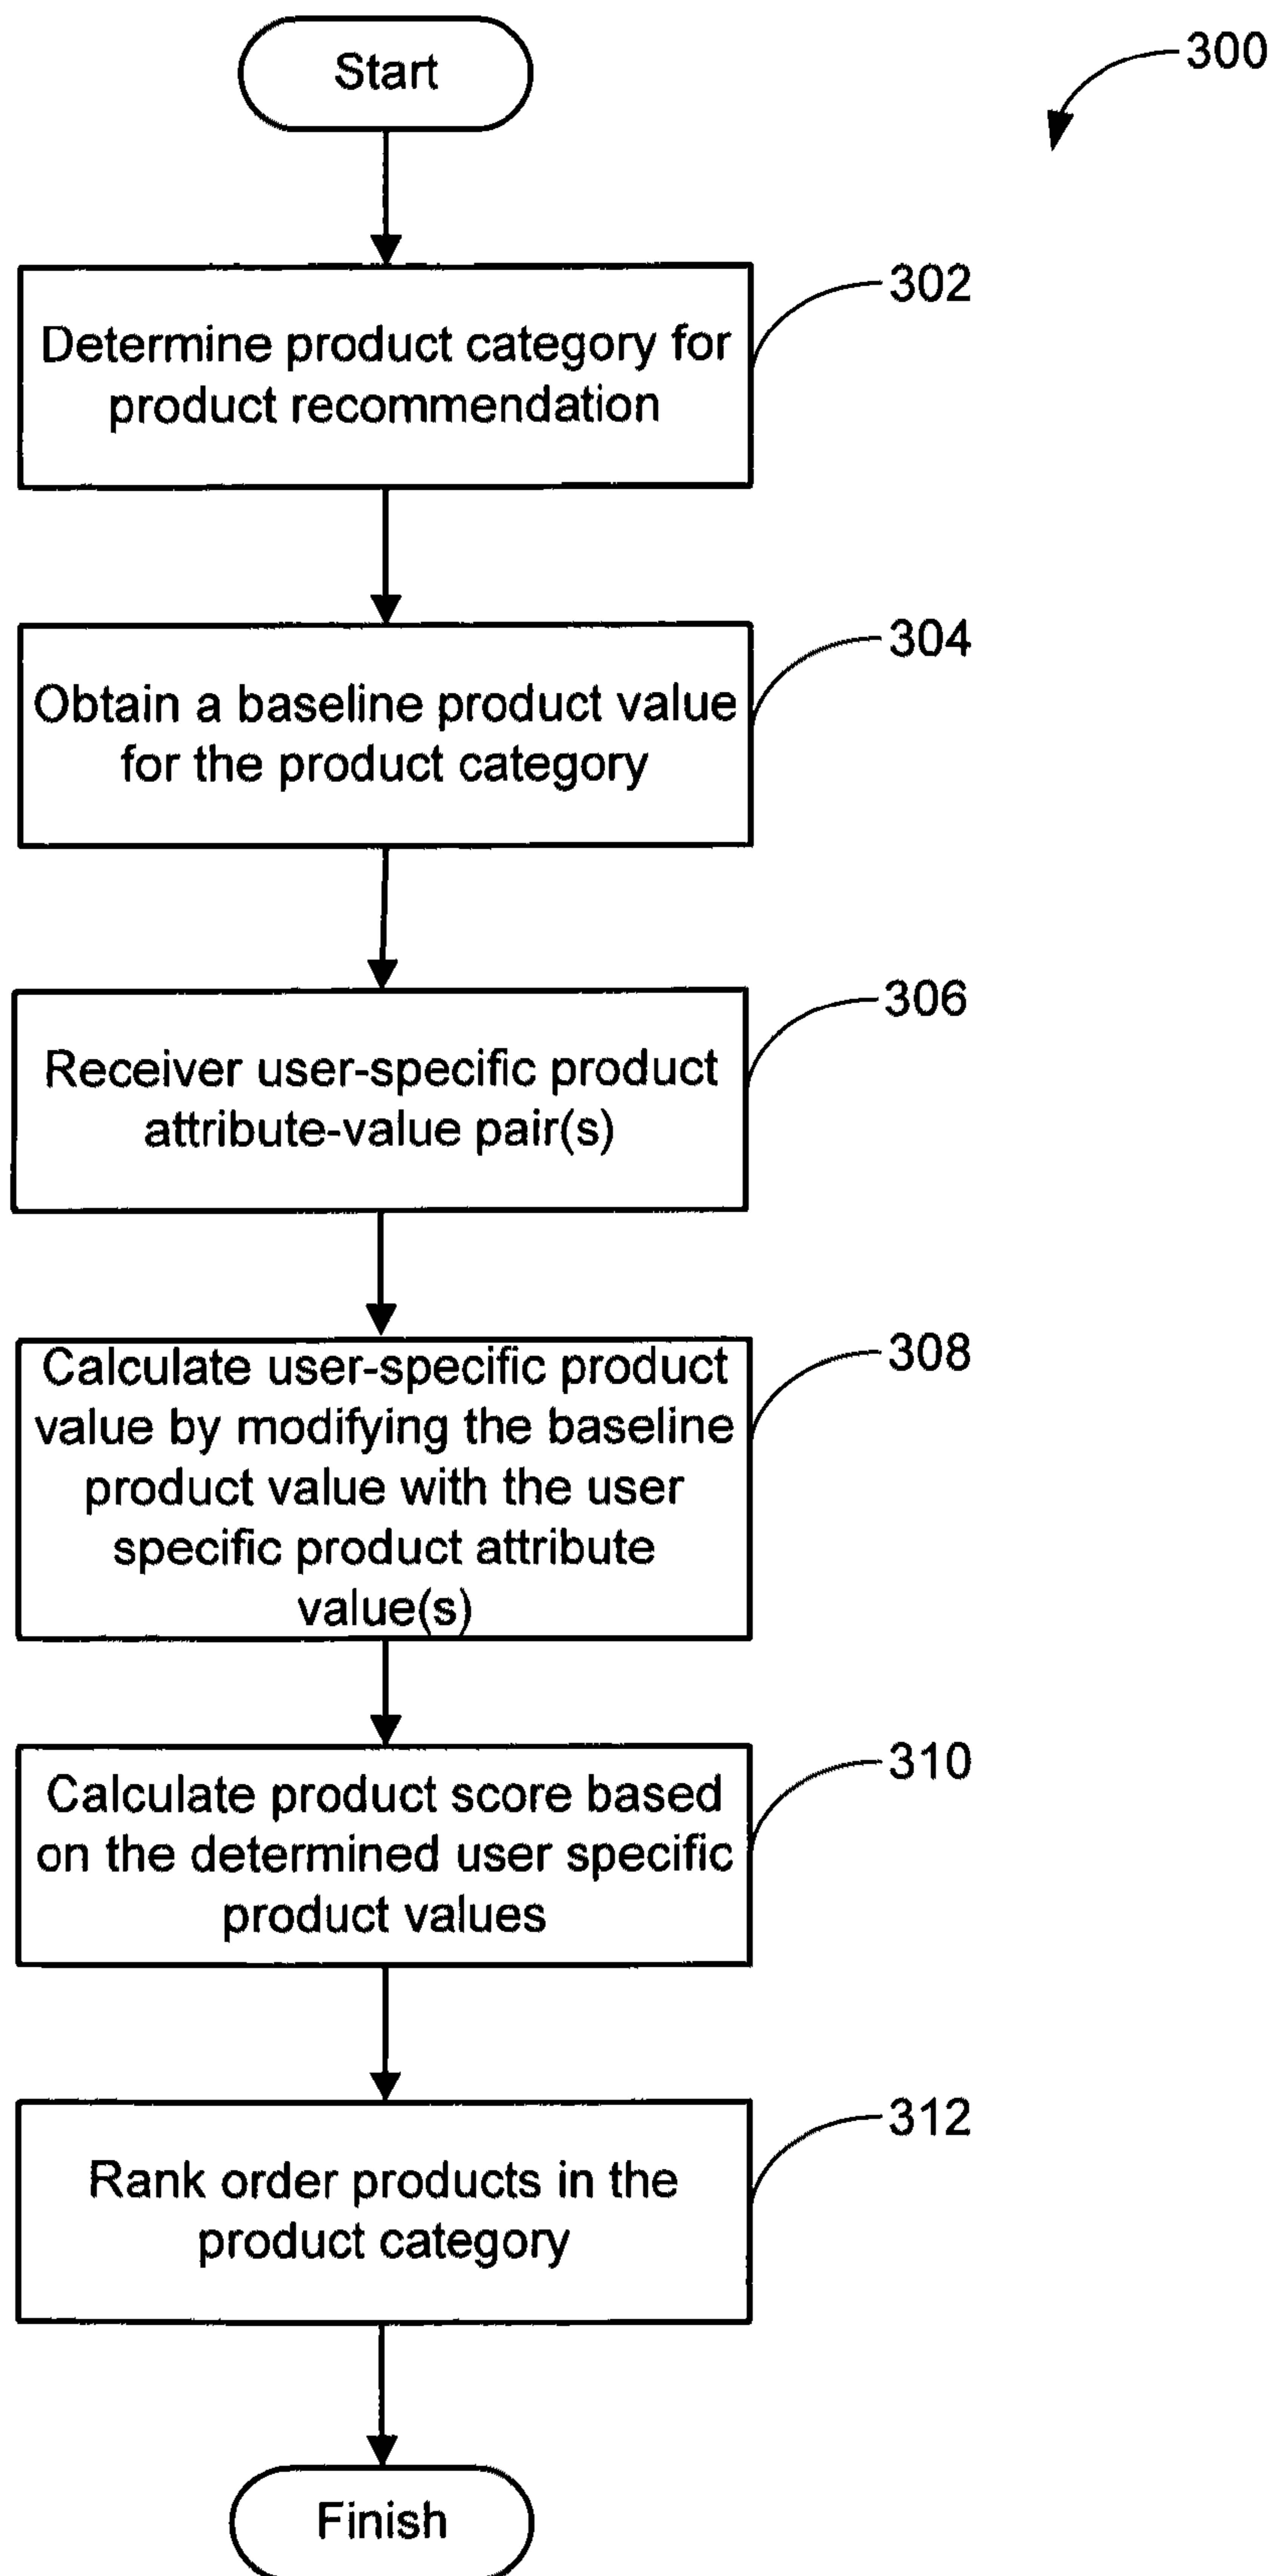 Start
300
302
Determine product category for
product recommendation
304
Obtain a baseline product value
for the product category
306
Receiver user-specific product
attribute-value pair(s)
308
Calculate user-specific product
value by modifying the baseline
product value with the user
specific product attribute
value(s)
310
Calculate product score based
on the determined user specific
product values
312
Rank order products in the
product category
Finish